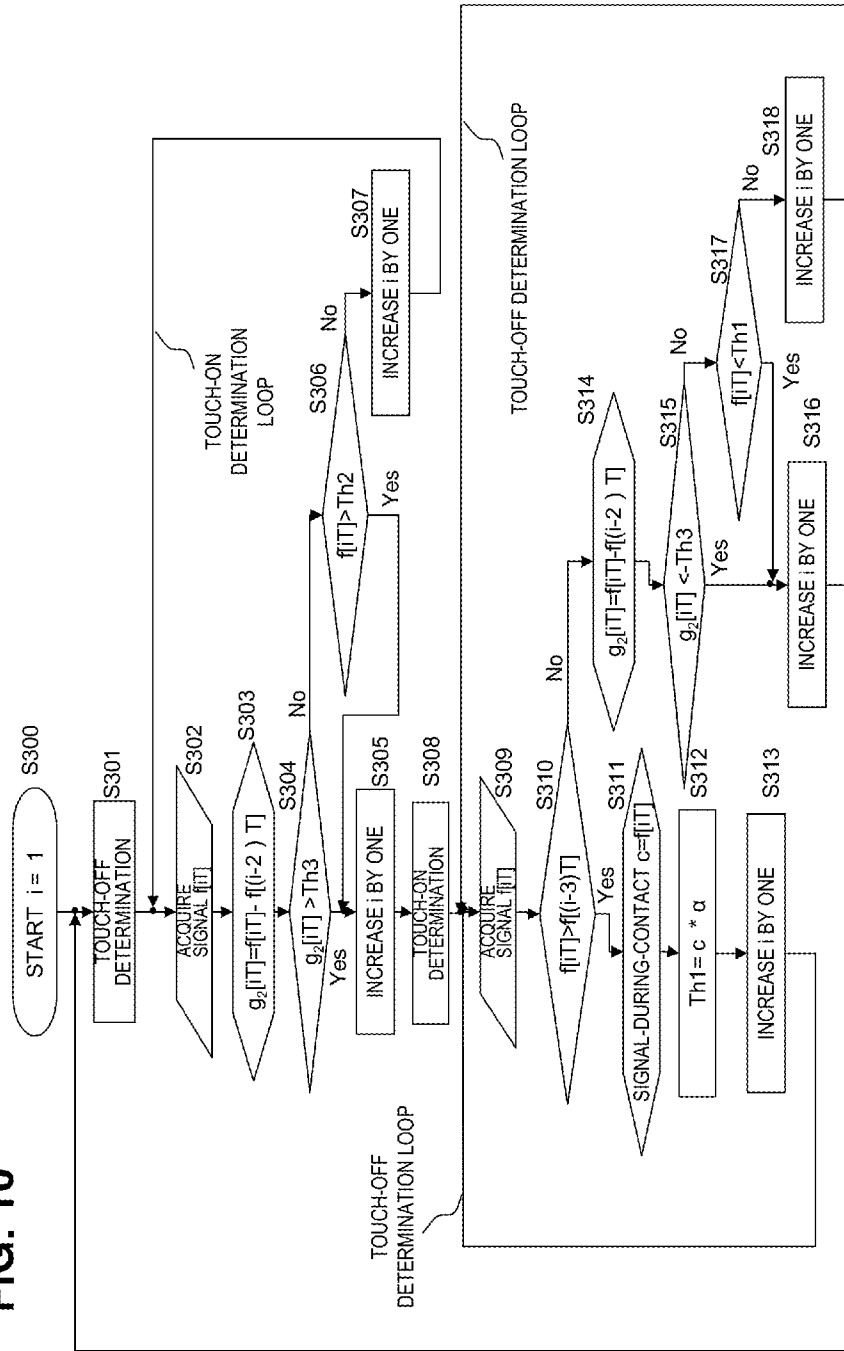 FIG. 10
START i = 1
S300
TOUCH-OFF
DETERMINATION
S301
ACQUIRE
SIGNAL f[iT]
S302
g₂[iT]=f[iT]- f[(i-2 ) T]
S303
g₂[iT] >Th3
S304
No
Yes
f[iT]>Th2
S306
No
Yes
INCREASE i BY ONE
S307
TOUCH-ON
DETERMINATION
LOOP
INCREASE i BY ONE
S305
TOUCH-ON
DETERMINATION
S308
ACQUIRE
SIGNAL f[iT]
S309
f[iT]>f[(i-3)T]
S310
No
Yes
SIGNAL-DURING-CONTACT c=f[iT]
S311
Th1= c * α
S312
INCREASE i BY ONE
S313
TOUCH-OFF
DETERMINATION LOOP
g₂[iT]=f[iT]-f[(i-2 ) T]
S314
g₂[iT] <-Th3
S315
No
Yes
INCREASE i BY ONE
S316
f[iT]<Th1
S317
No
Yes
INCREASE i BY ONE
S318
TOUCH-OFF DETERMINATION LOOP